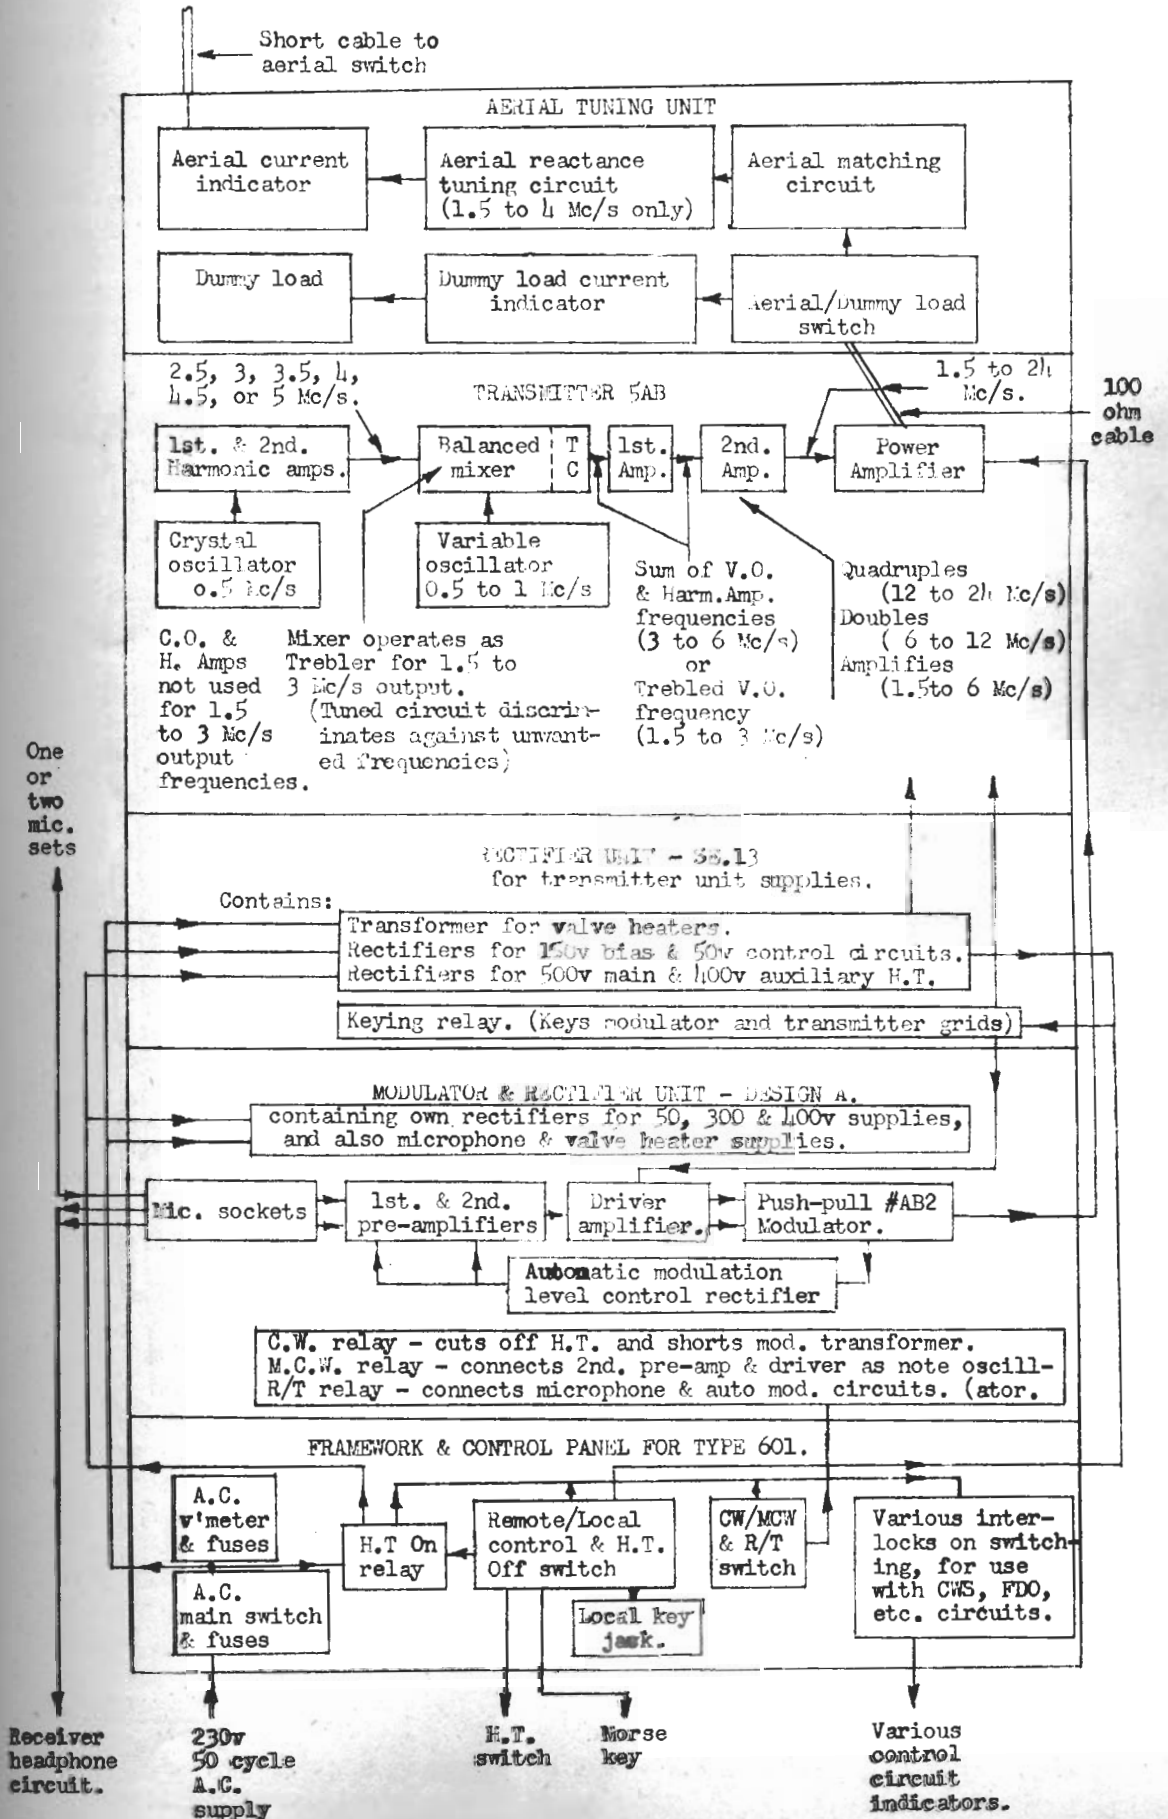 Short cable to
aerial switch
AERIAL TUNING UNIT
Aerial current
indicator
Aerial reactance
tuning circuit
(1.5 to 4 Mc/s only)
Aerial matching
circuit
Dummy load
Dummy load current
indicator
Aerial/Dummy load
switch
2.5, 3, 3.5, 4,
4.5, or 5 Mc/s.
TRANSMITTER 5AB
1.5 to 24
Mc/s.
100
ohm
cable
1st. & 2nd.
Harmonic amps.
Balanced
mixer
T
C
1st.
Amp.
2nd.
Amp.
Power
Amplifier
Crystal
oscillator
0.5 Mc/s
Variable
oscillator
0.5 to 1 Mc/s
C.O. &
H. Amps
not used
for 1.5
to 3 Mc/s
output
frequencies.
Mixer operates as
Trebler for 1.5 to
3 Mc/s output.
(Tuned circuit discrim-
inates against unwant-
ed frequencies)
Sum of V.O.
& Harm.Amp.
frequencies
(3 to 6 Mc/s)
or
Trebled V.O.
frequency
(1.5 to 3 Mc/s)
Quadruples
(12 to 24 Mc/s)
Doubles
( 6 to 12 Mc/s)
Amplifies
(1.5to 6 Mc/s)
One
or
two
mic.
sets
RECTIFIER UNIT - SE.13
for transmitter unit supplies.
Contains:
Transformer for valve heaters.
Rectifiers for 150v bias & 50v control circuits.
Rectifiers for 500v main & 400v auxiliary H.T.
Keying relay. (Keys modulator and transmitter grids)
MODULATOR & RECTIFIER UNIT - DESIGN A.
containing own rectifiers for 50, 300 & 400v supplies,
and also microphone & valve heater supplies.
Mic. sockets
1st. & 2nd.
pre-amplifiers
Driver
amplifier.
Push-pull #AB2
Modulator.
Automatic modulation
level control rectifier
C.W. relay - cuts off H.T. and shorts mod. transformer.
M.C.W. relay - connects 2nd. pre-amp & driver as note oscill-
R/T relay - connects microphone & auto mod. circuits. (ator.
FRAMEWORK & CONTROL PANEL FOR TYPE 601.
A.C.
v'meter
& fuses
H.T On
relay
Remote/Local
control & H.T.
Off switch
CW/MCW
& R/T
switch
Various inter-
locks on switch-
ing, for use
with CWS, FDO,
etc. circuits.
A.C.
main switch
& fuses
Local key
jack.
Receiver
headphone
circuit.
230v
50 cycle
A.C.
supply
H.T.
switch
Morse
key
Various
control
circuit
indicators.